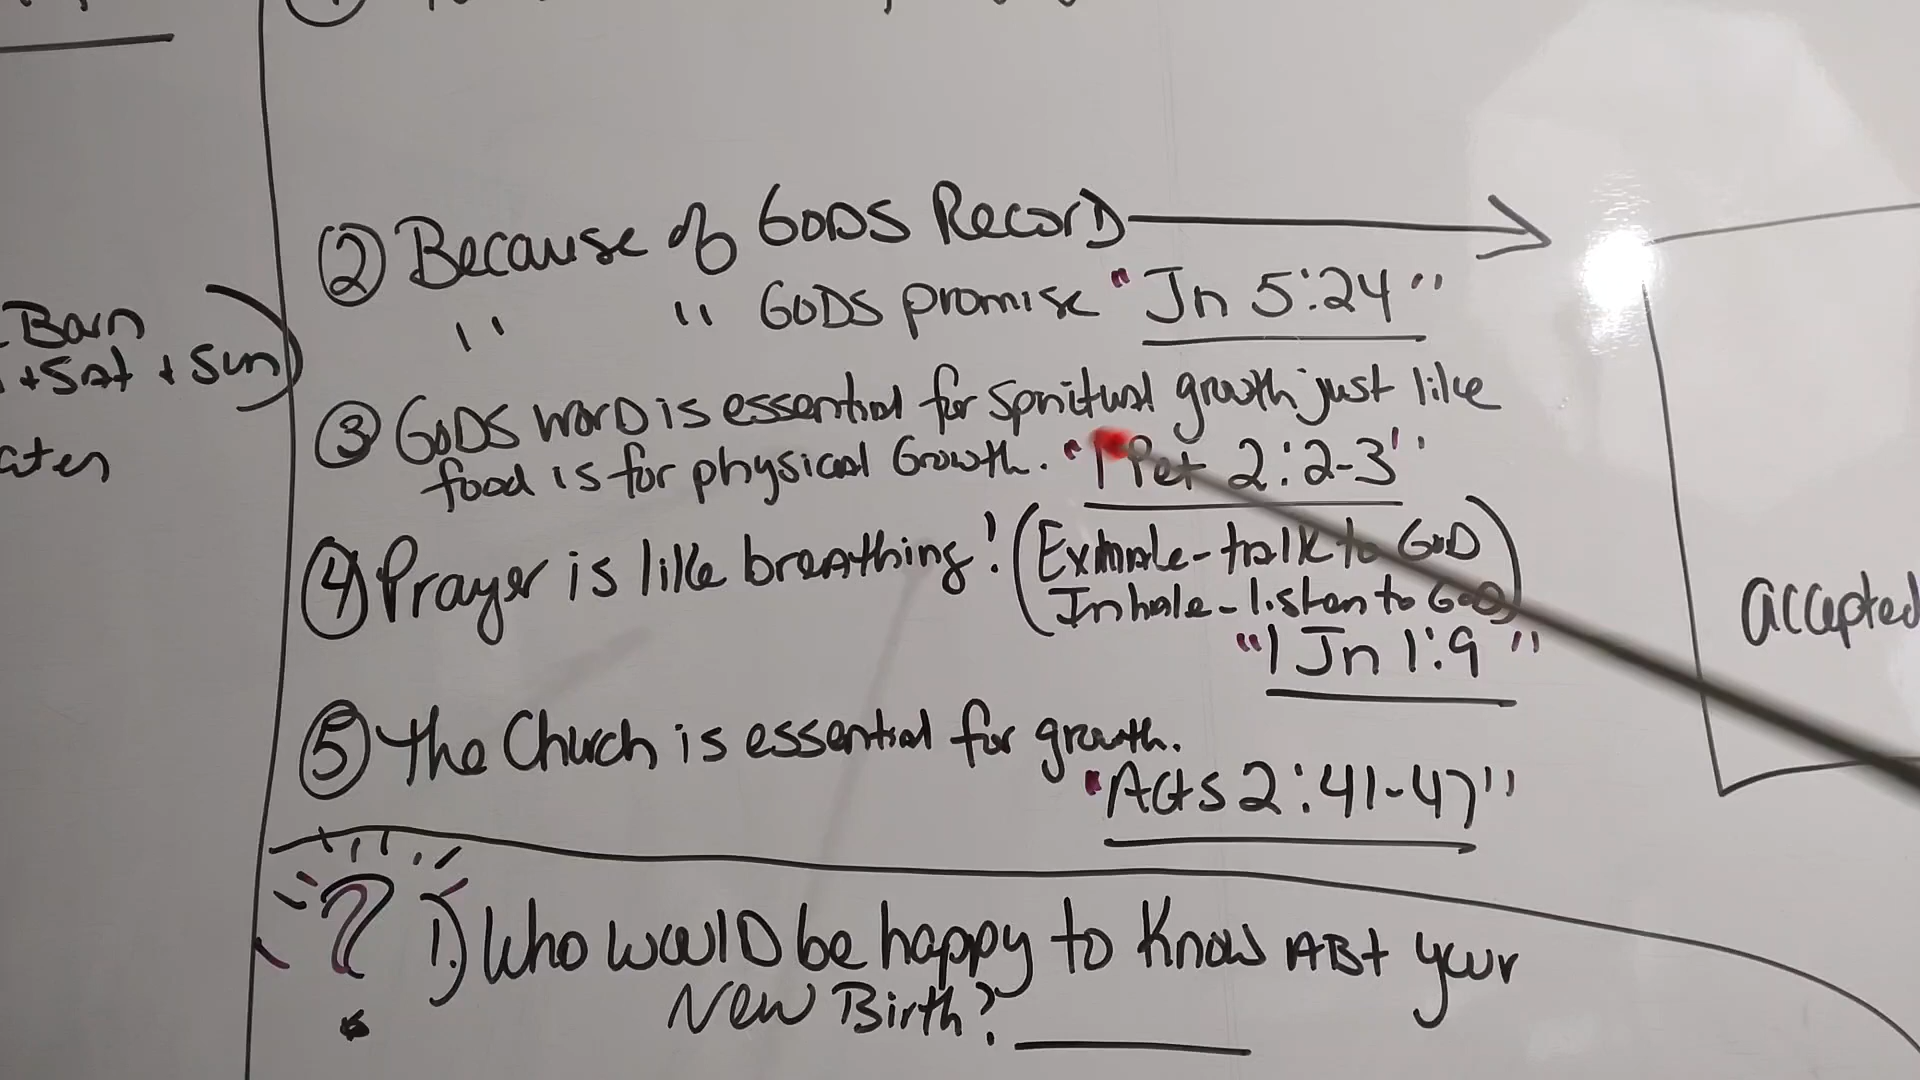 Barn
+ SAt + Sun)
② Because of GODS RecorD
" " GODS promise "Jn 5:24"
③ GODS worD is essential for Spiritual growth just like
food is for physical Growth. "1 Pet 2:2-3"
④ Prayer is like breathing! (Exhale - talk to GOD
Inhale - listen to GOD)
"1 Jn 1:9"
⑤ The Church is essential for growth.
"Acts 2:41-47"
accepted
? 1.) Who would be happy to Know ABt your
New Birth?